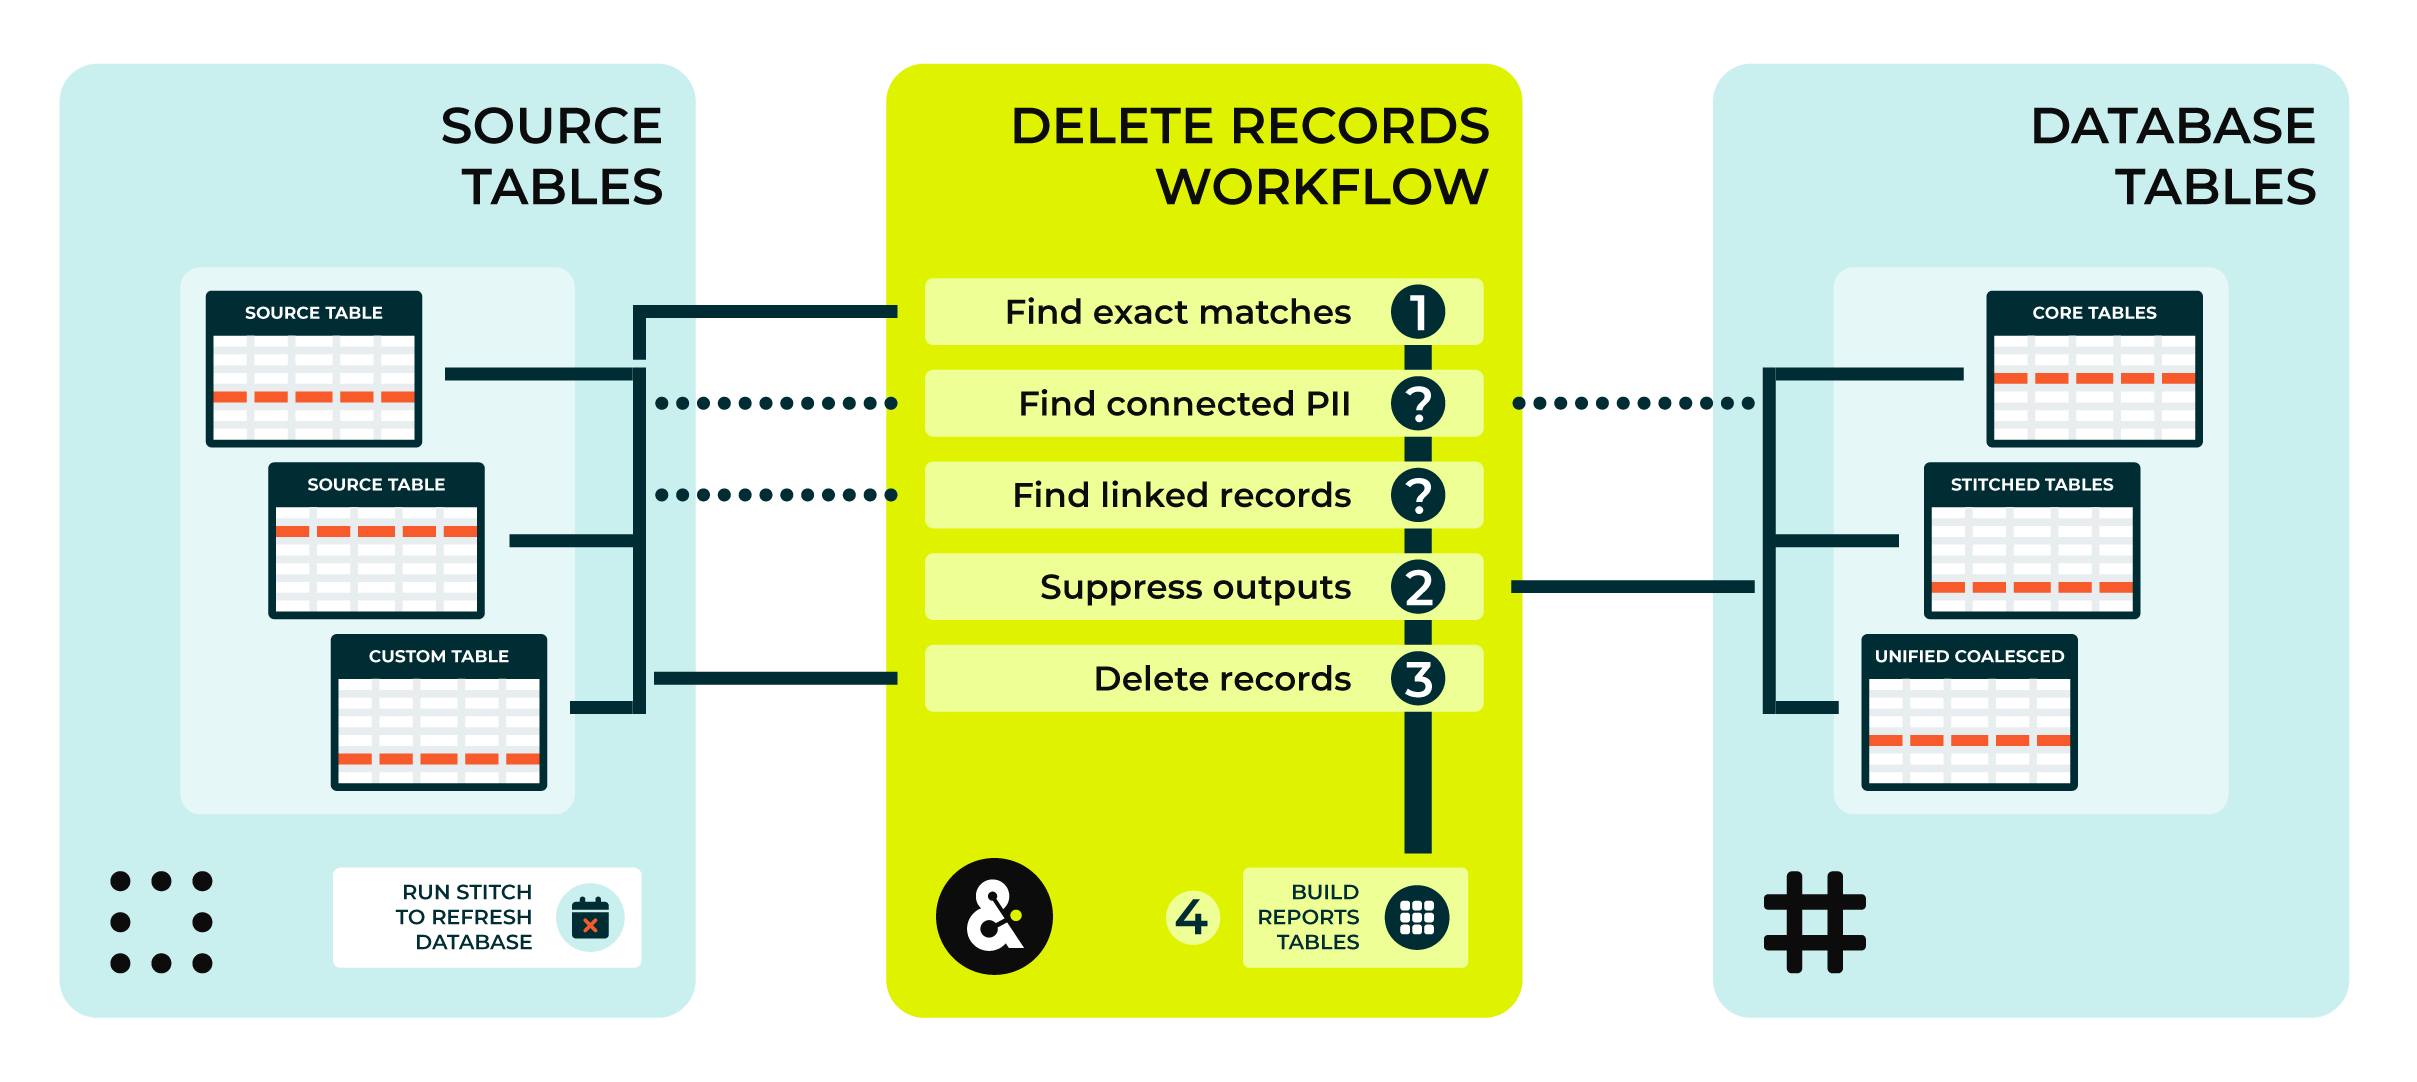 SOURCE
TABLES
SOURCE TABLE
SOURCE TABLE
CUSTOM TABLE
RUN STITCH
TO REFRESH
DATABASE
DELETE RECORDS
WORKFLOW
Find exact matches 1
Find connected PII ?
Find linked records ?
Suppress outputs 2
Delete records 3
&
4
BUILD
REPORTS
TABLES
DATABASE
TABLES
CORE TABLES
STITCHED TABLES
UNIFIED COALESCED
#